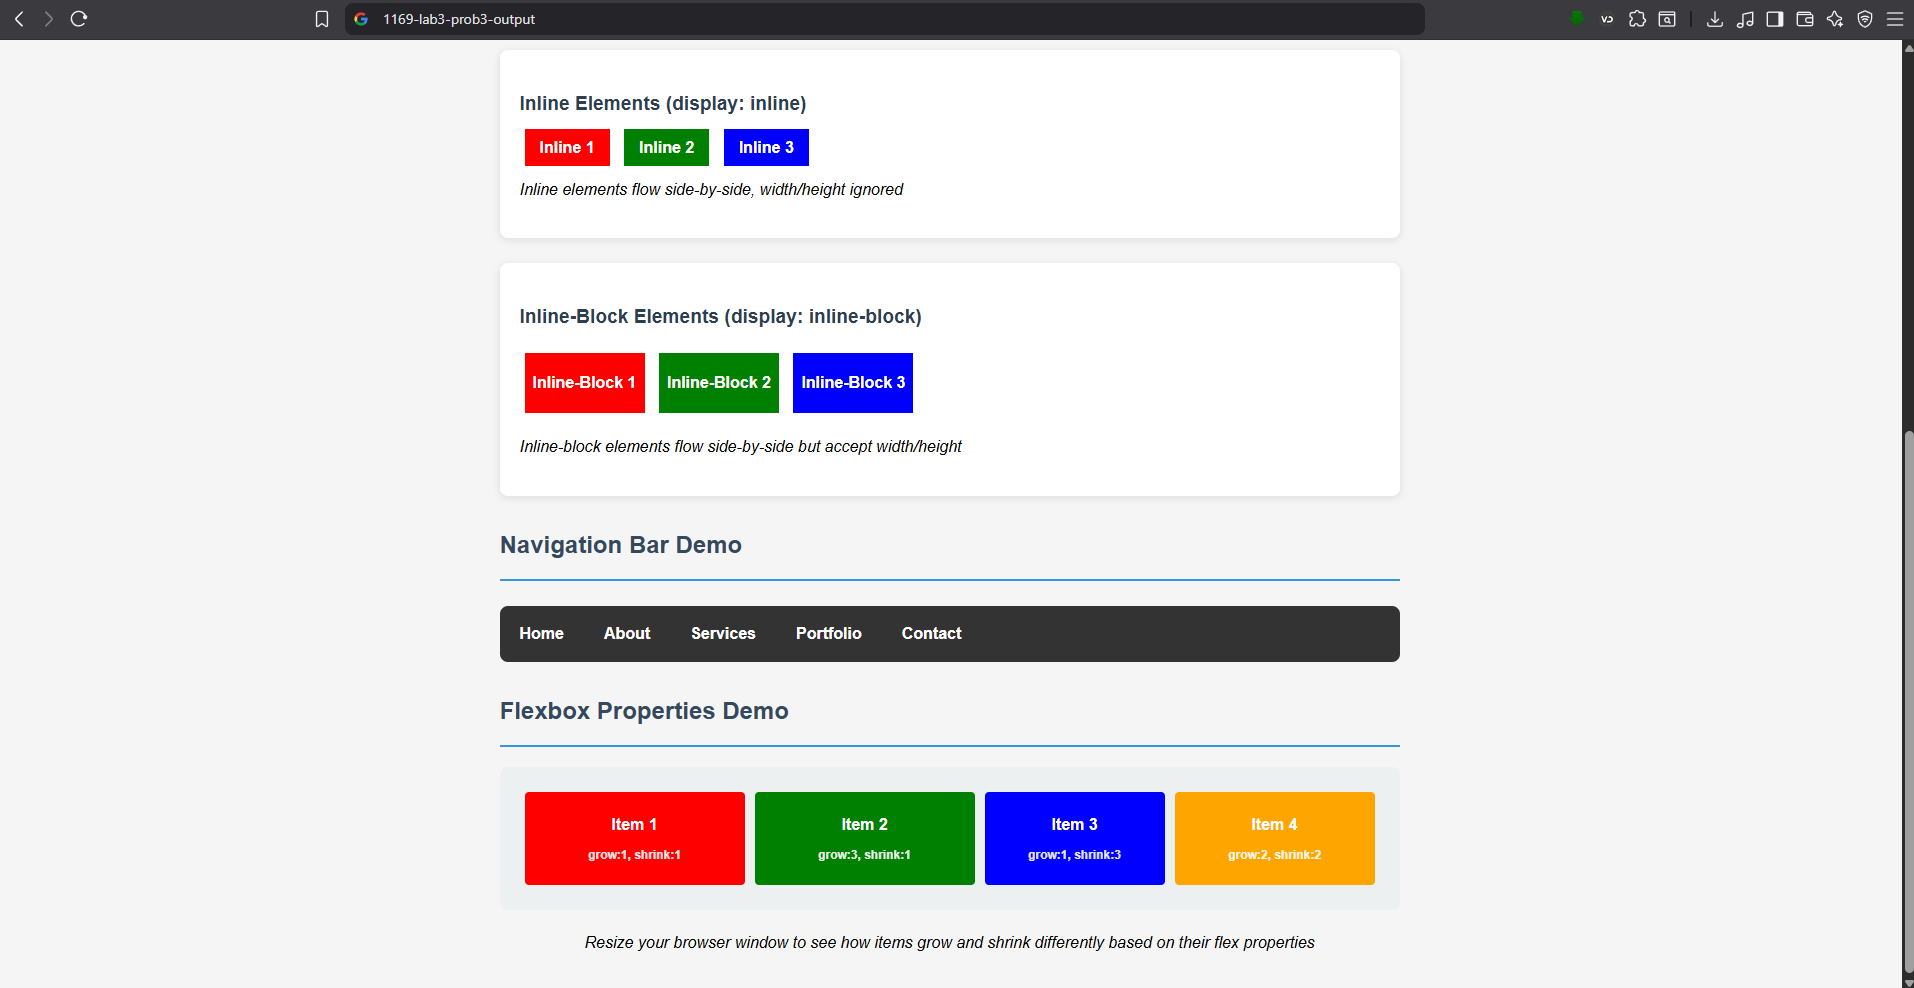 1169-lab3-prob3-output
Inline Elements (display: inline)
Inline 1 Inline 2 Inline 3
Inline elements flow side-by-side, width/height ignored
Inline-Block Elements (display: inline-block)
Inline-Block 1 Inline-Block 2 Inline-Block 3
Inline-block elements flow side-by-side but accept width/height
Navigation Bar Demo
Home About Services Portfolio Contact
Flexbox Properties Demo
Item 1 Item 2 Item 3 Item 4
grow:1, shrink:1 grow:3, shrink:1 grow:1, shrink:3 grow:2, shrink:2
Resize your browser window to see how items grow and shrink differently based on their flex properties